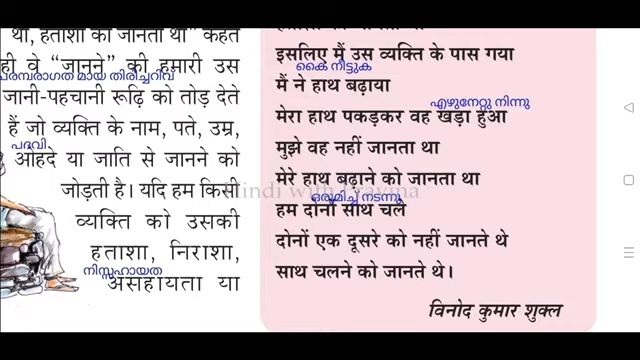 था, हताशा को जानता था” कहते
ही वे “जानने” की हमारी उस
പരമ്പരാഗത മായ തിരിച്ചറിവ്
जानी-पहचानी रूढ़ि को तोड़ देते
हैं जो व्यक्ति के नाम, पते, उम्र,
പദവി
ओहदे या जाति से जानने को
जोड़ती है। यदि हम किसी
व्यक्ति को उसकी
हताशा, निराशा,
നിസ്സഹായത
असहायता या
इसलिए मैं उस व्यक्ति के पास गया
കൈ നീട്ടുക
मैं ने हाथ बढ़ाया
എഴുന്നേറ്റു നിന്നു
मेरा हाथ पकड़कर वह खड़ा हुआ
मुझे वह नहीं जानता था
मेरे हाथ बढ़ाने को जानता था
Hindi with Pravina
ഒരുമിച്ച് നടന്നു
हम दोनों साथ चले
दोनों एक दूसरे को नहीं जानते थे
साथ चलने को जानते थे।
विनोद कुमार शुक्ल